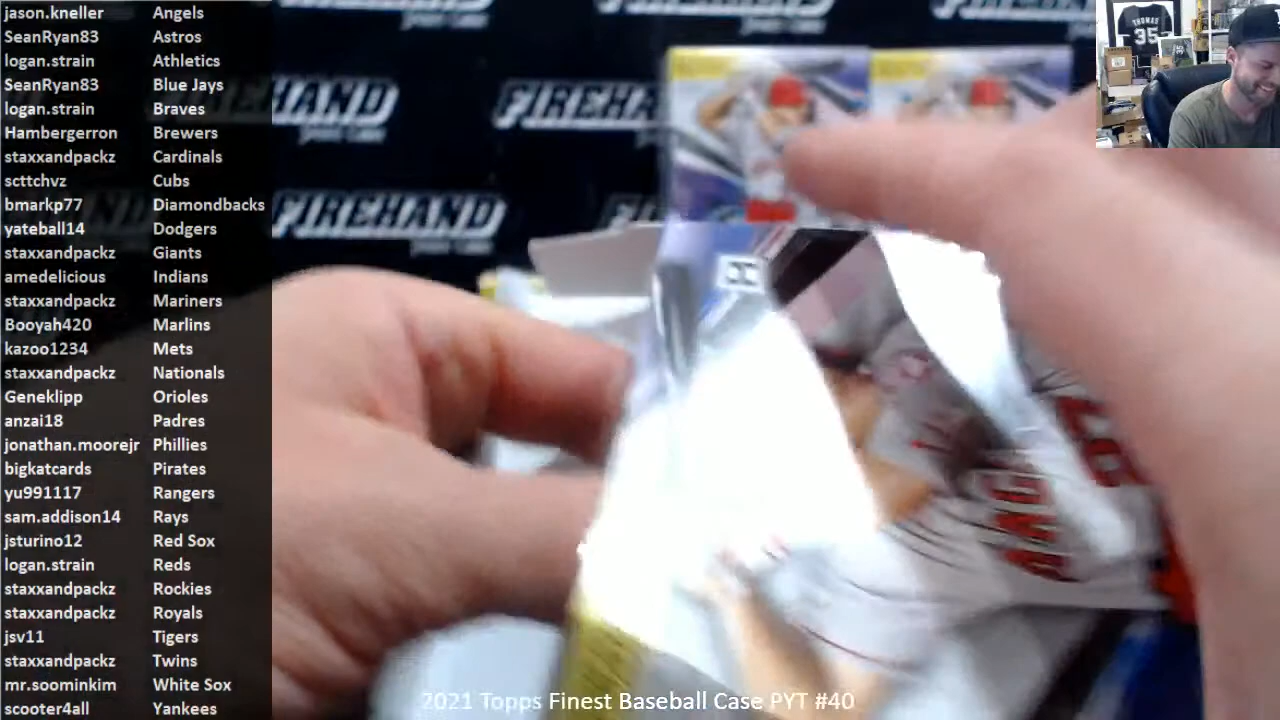 jason.kneller Angels
SeanRyan83 Astros
logan.strain Athletics
SeanRyan83 Blue Jays
logan.strain Braves
Hambergerron Brewers
staxxandpackz Cardinals
scttchvz Cubs
bmarkp77 Diamondbacks
yateball14 Dodgers
staxxandpackz Giants
amedelicious Indians
staxxandpackz Mariners
Booyah420 Marlins
kazoo1234 Mets
staxxandpackz Nationals
Geneklipp Orioles
anzai18 Padres
jonathan.moorejr Phillies
bigkatcards Pirates
yu991117 Rangers
sam.addison14 Rays
jsturino12 Red Sox
logan.strain Reds
staxxandpackz Rockies
staxxandpackz Royals
jsv11 Tigers
staxxandpackz Twins
mr.soominkim White Sox
scooter4all Yankees
FIREHAND
FIREHAND
THOMAS
35
2021 Topps Finest Baseball Case PYT #40